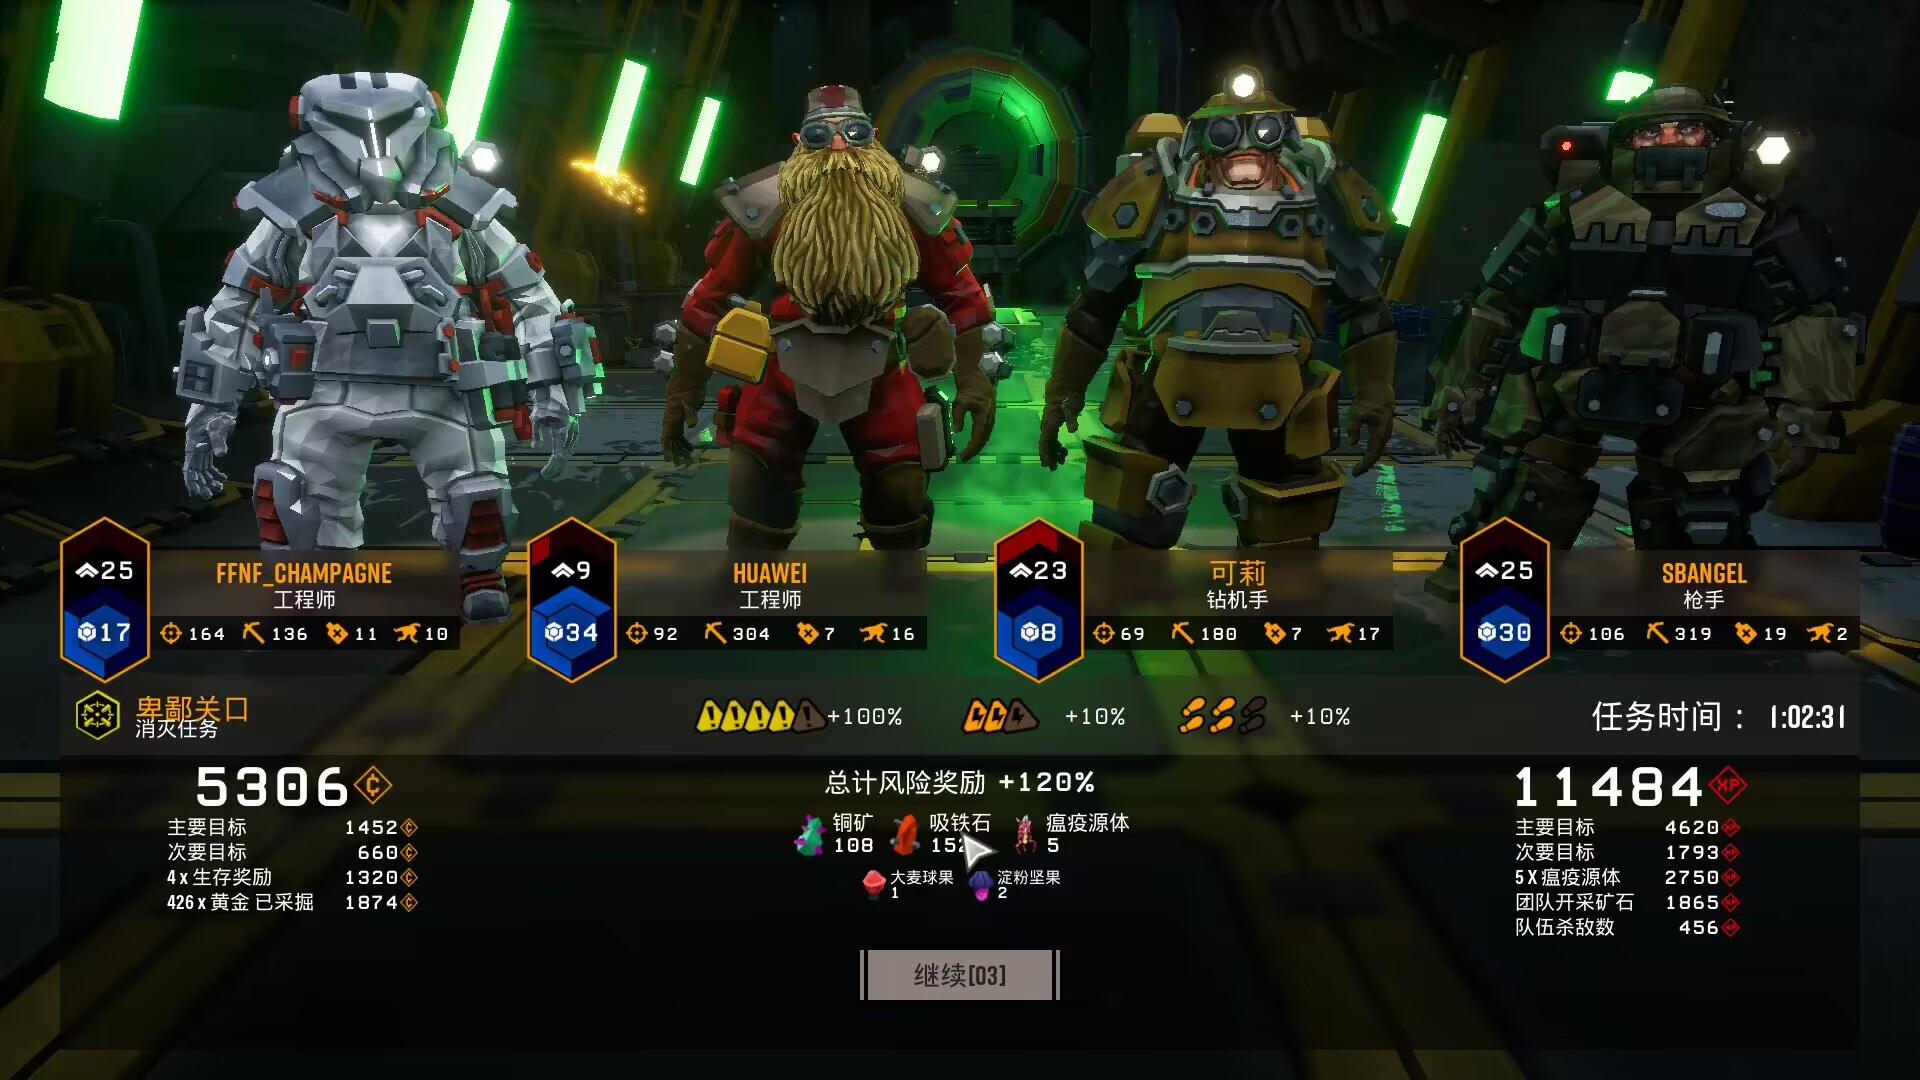 25
FFNF_CHAMPAGNE
工程师
17
164 136 11 10
9
HUAWEI
工程师
34
92 304 7 16
23
可莉
钻机手
8
69 180 7 17
25
SBANGEL
枪手
30
106 319 19 2
卑鄙关口
消灭任务
+100% +10% +10%
任务时间： 1:02:31
5306
主要目标 1452
次要目标 660
4x 生存奖励 1320
426x 黄金 已采掘 1874
总计风险奖励 +120%
铜矿 108
吸铁石 152
瘟疫源体 5
大麦球果 1
淀粉坚果 2
11484 XP
主要目标 4620
次要目标 1793
5X 瘟疫源体 2750
团队开采矿石 1865
队伍杀敌数 456
继续[03]